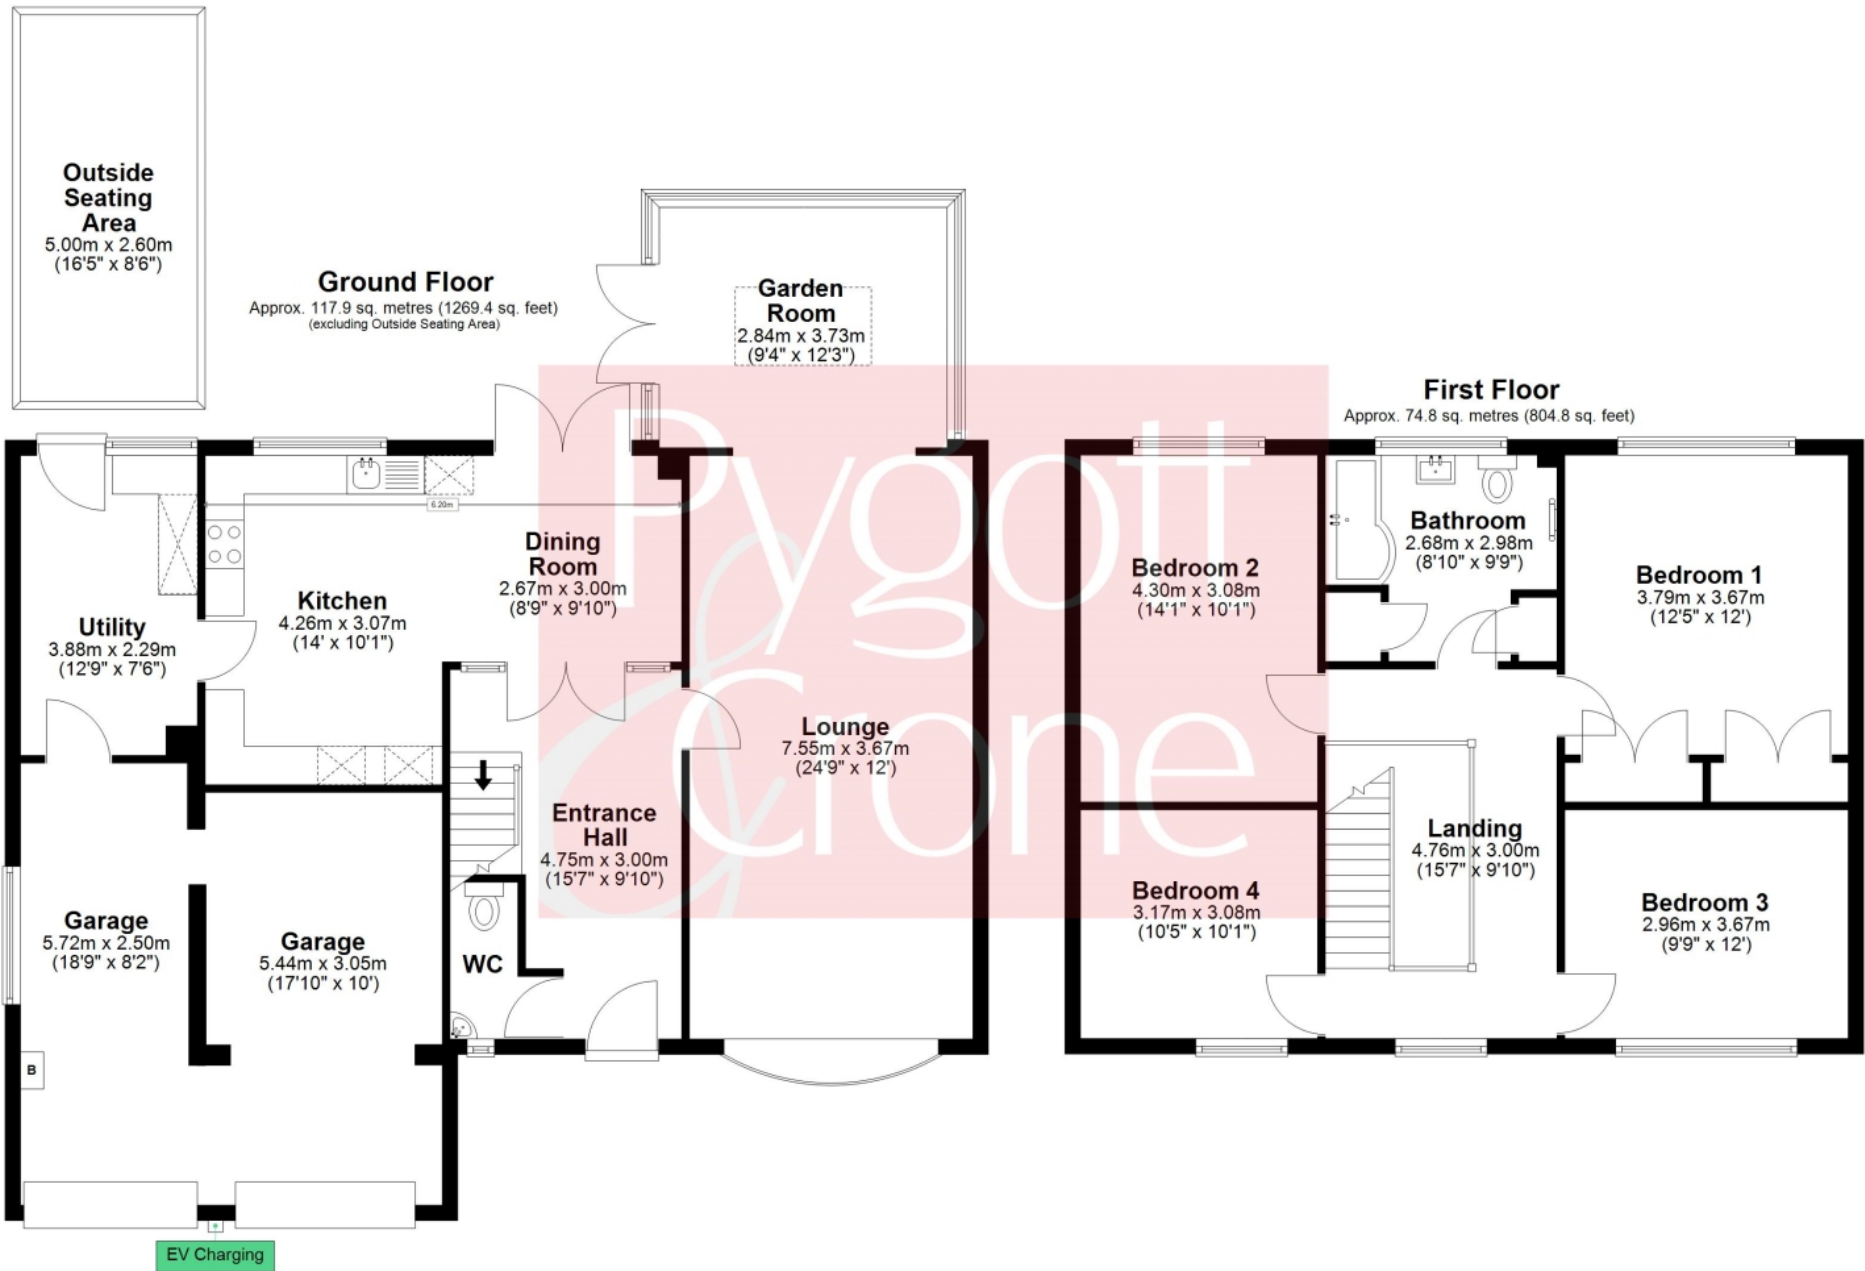 Outside
Seating
Area
5.00m x 2.60m
(16'5" x 8'6")
Ground Floor
Approx. 117.9 sq. metres (1269.4 sq. feet)
(excluding Outside Seating Area)
Garden
Room
2.84m x 3.73m
(9'4" x 12'3")
6.20m
Dining
Room
2.67m x 3.00m
(8'9" x 9'10")
Kitchen
4.26m x 3.07m
(14' x 10'1")
Utility
3.88m x 2.29m
(12'9" x 7'6")
Lounge
7.55m x 3.67m
(24'9" x 12')
Entrance
Hall
4.75m x 3.00m
(15'7" x 9'10")
WC
Garage
5.72m x 2.50m
(18'9" x 8'2")
Garage
5.44m x 3.05m
(17'10" x 10')
B
EV Charging
Pygott
&
Crone
First Floor
Approx. 74.8 sq. metres (804.8 sq. feet)
Bedroom 2
4.30m x 3.08m
(14'1" x 10'1")
Bathroom
2.68m x 2.98m
(8'10" x 9'9")
Bedroom 1
3.79m x 3.67m
(12'5" x 12')
Landing
4.76m x 3.00m
(15'7" x 9'10")
Bedroom 4
3.17m x 3.08m
(10'5" x 10'1")
Bedroom 3
2.96m x 3.67m
(9'9" x 12')